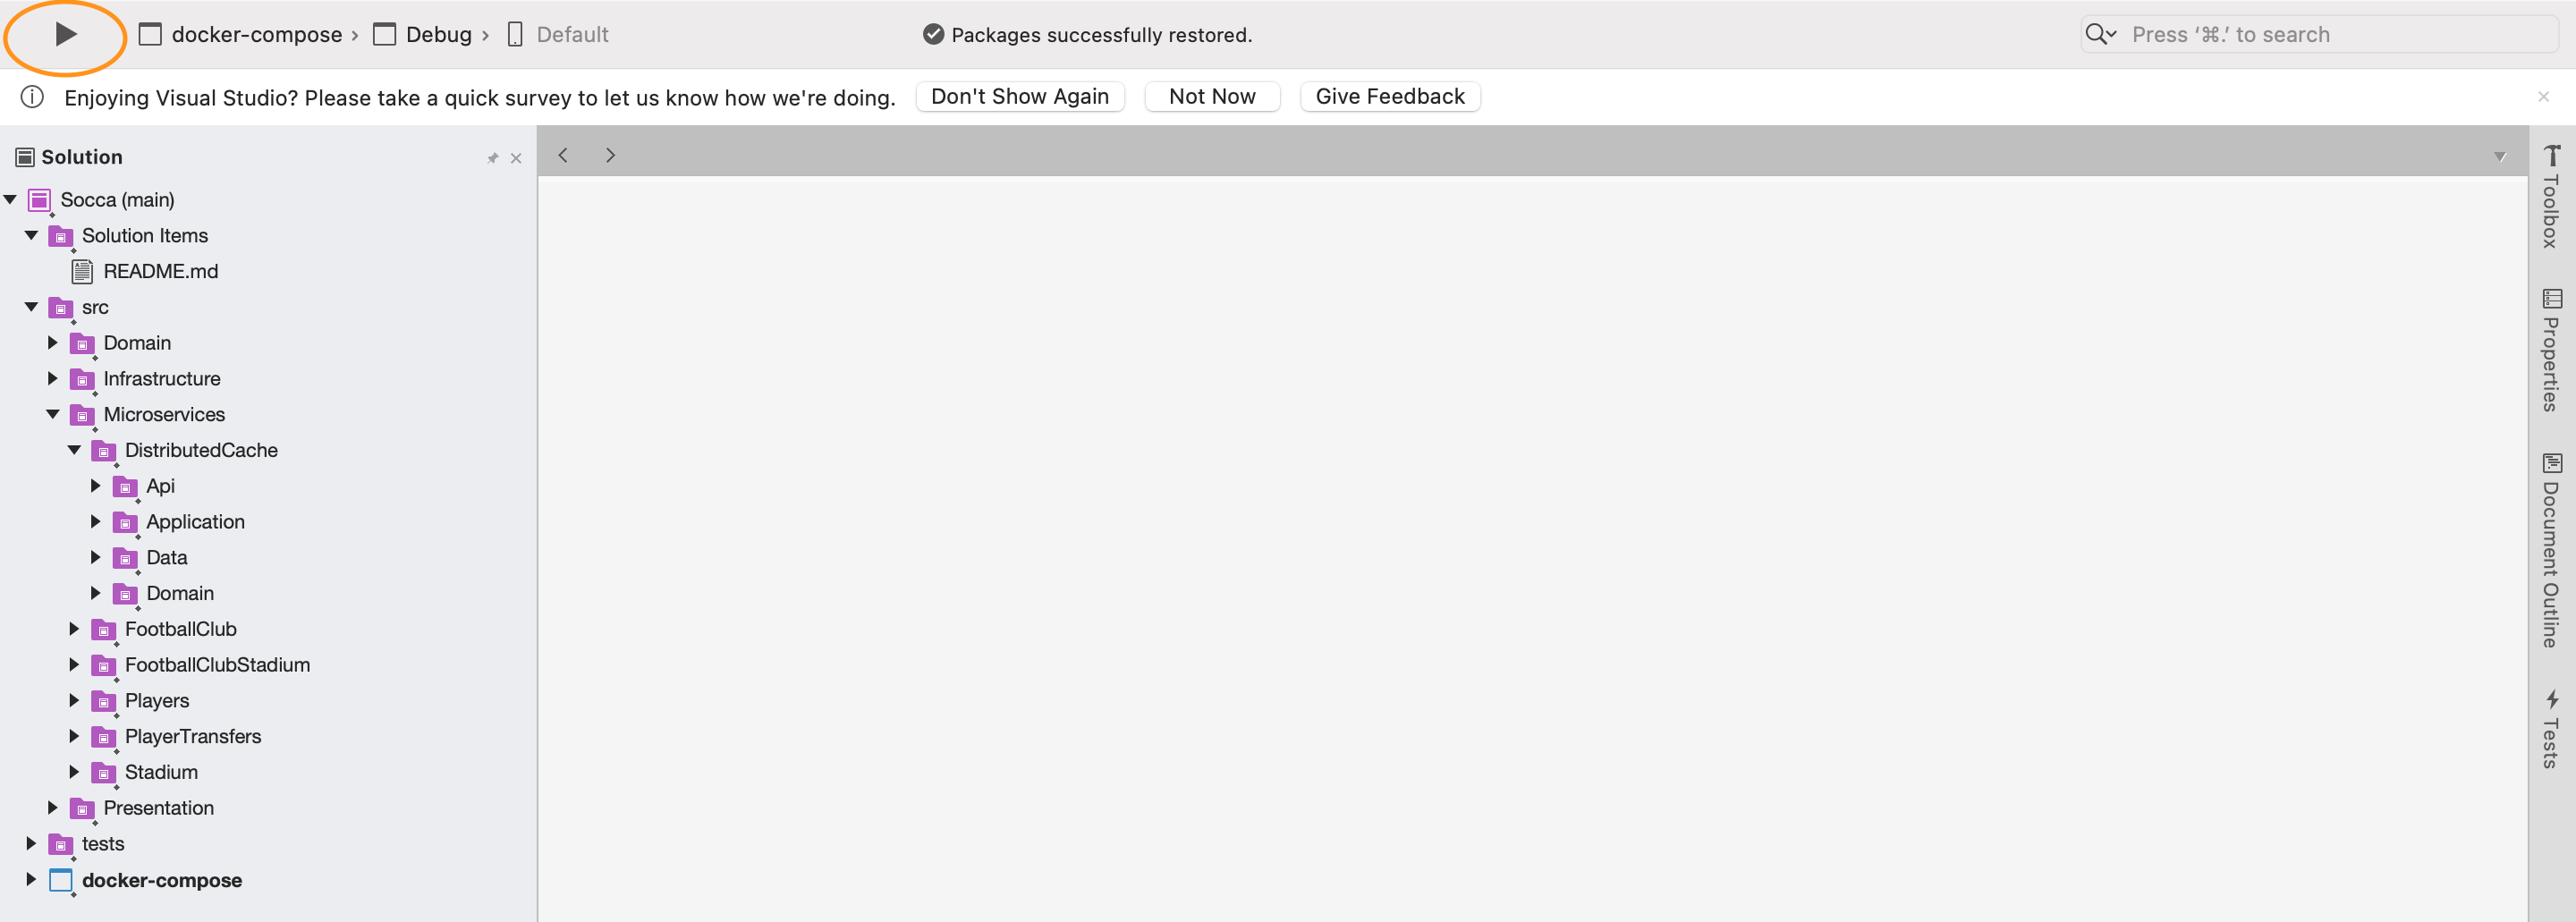 docker-compose › Debug › Default
Packages successfully restored.
Press ‘⌘.’ to search
Enjoying Visual Studio? Please take a quick survey to let us know how we're doing.
Don't Show Again
Not Now
Give Feedback
Solution
Socca (main)
Solution Items
README.md
src
Domain
Infrastructure
Microservices
DistributedCache
Api
Application
Data
Domain
FootballClub
FootballClubStadium
Players
PlayerTransfers
Stadium
Presentation
tests
docker-compose
Toolbox
Properties
Document Outline
Tests